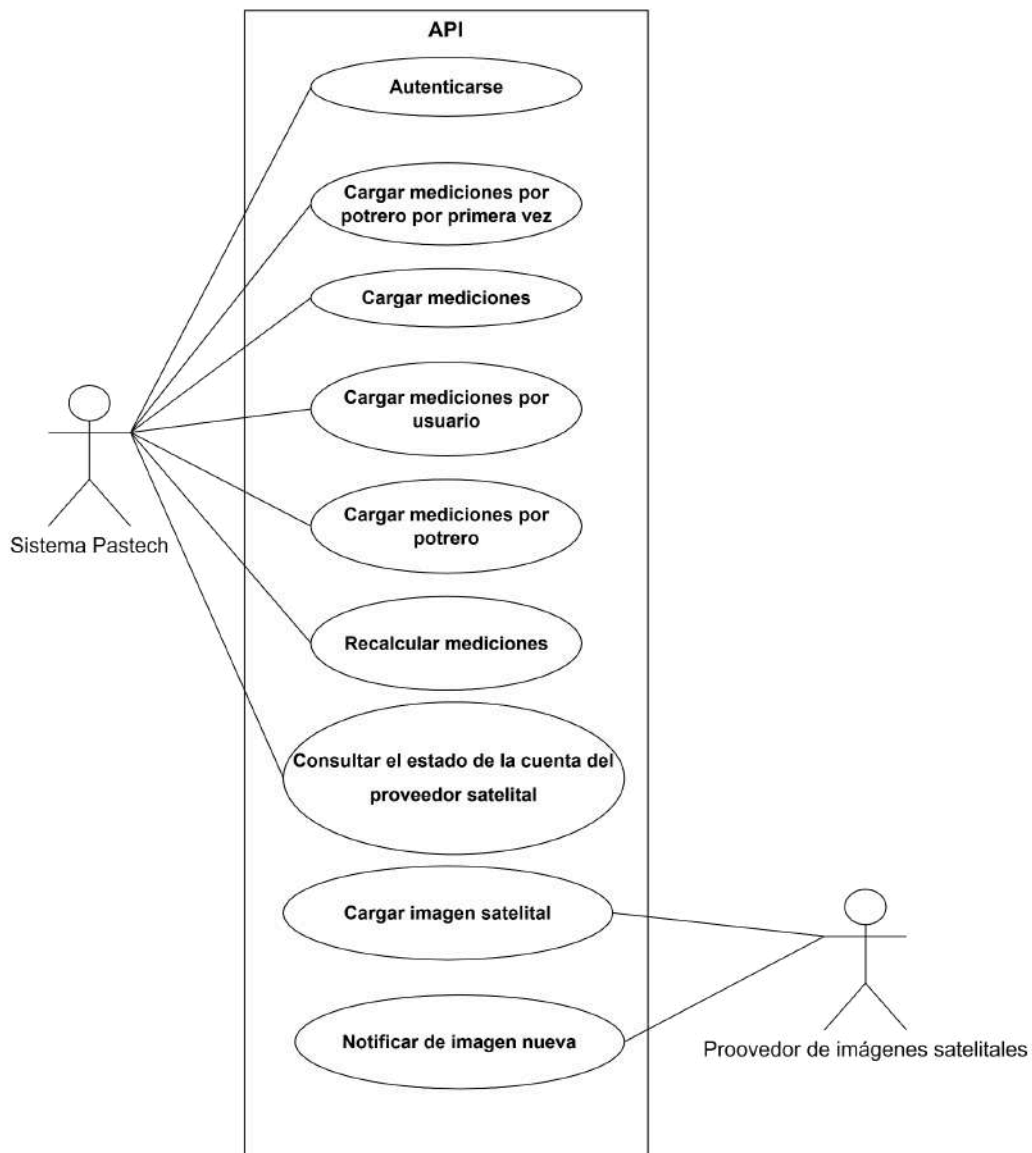 API
Autenticarse
Cargar mediciones por
potrero por primera vez
Cargar mediciones
Cargar mediciones por
usuario
Sistema Pastech
Cargar mediciones por
potrero
Recalcular mediciones
Consultar el estado de la cuenta del
proveedor satelital
Cargar imagen satelital
Notificar de imagen nueva
Proovedor de imágenes satelitales